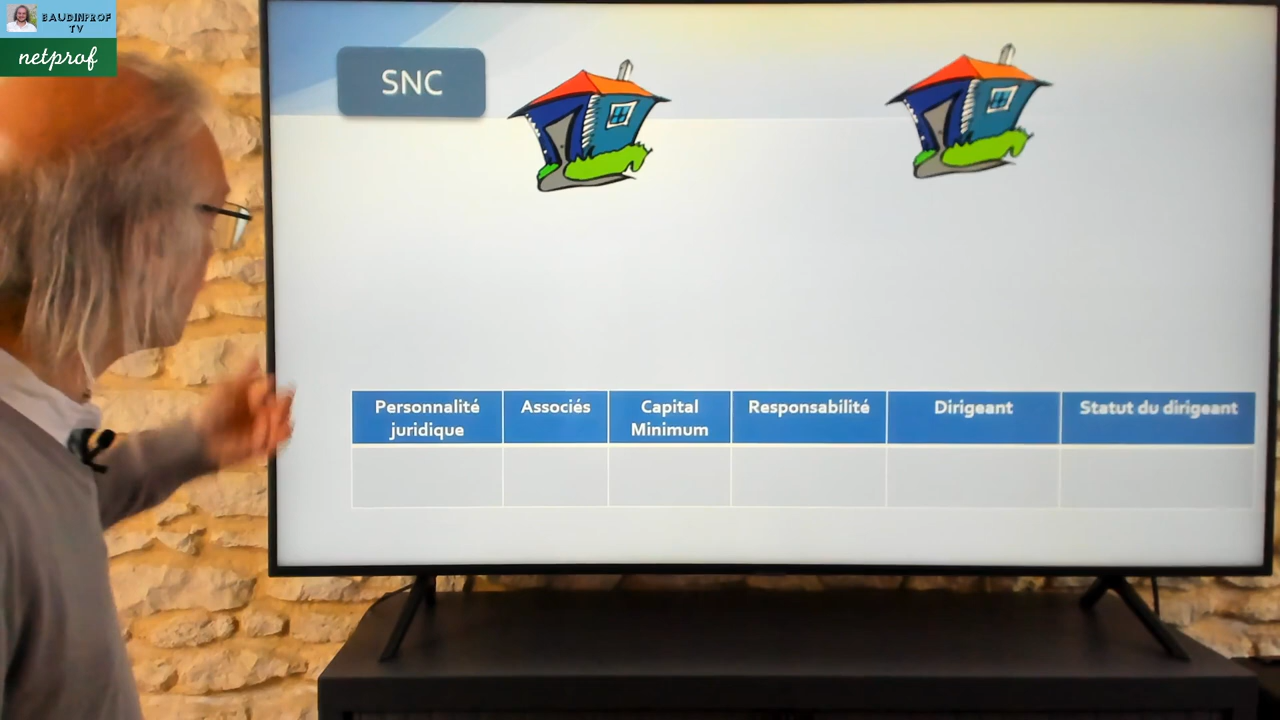 BAUDINPROF
TV
netprof
SNC
Personnalité
juridique
Associés
Capital
Minimum
Responsabilité
Dirigeant
Statut du dirigeant